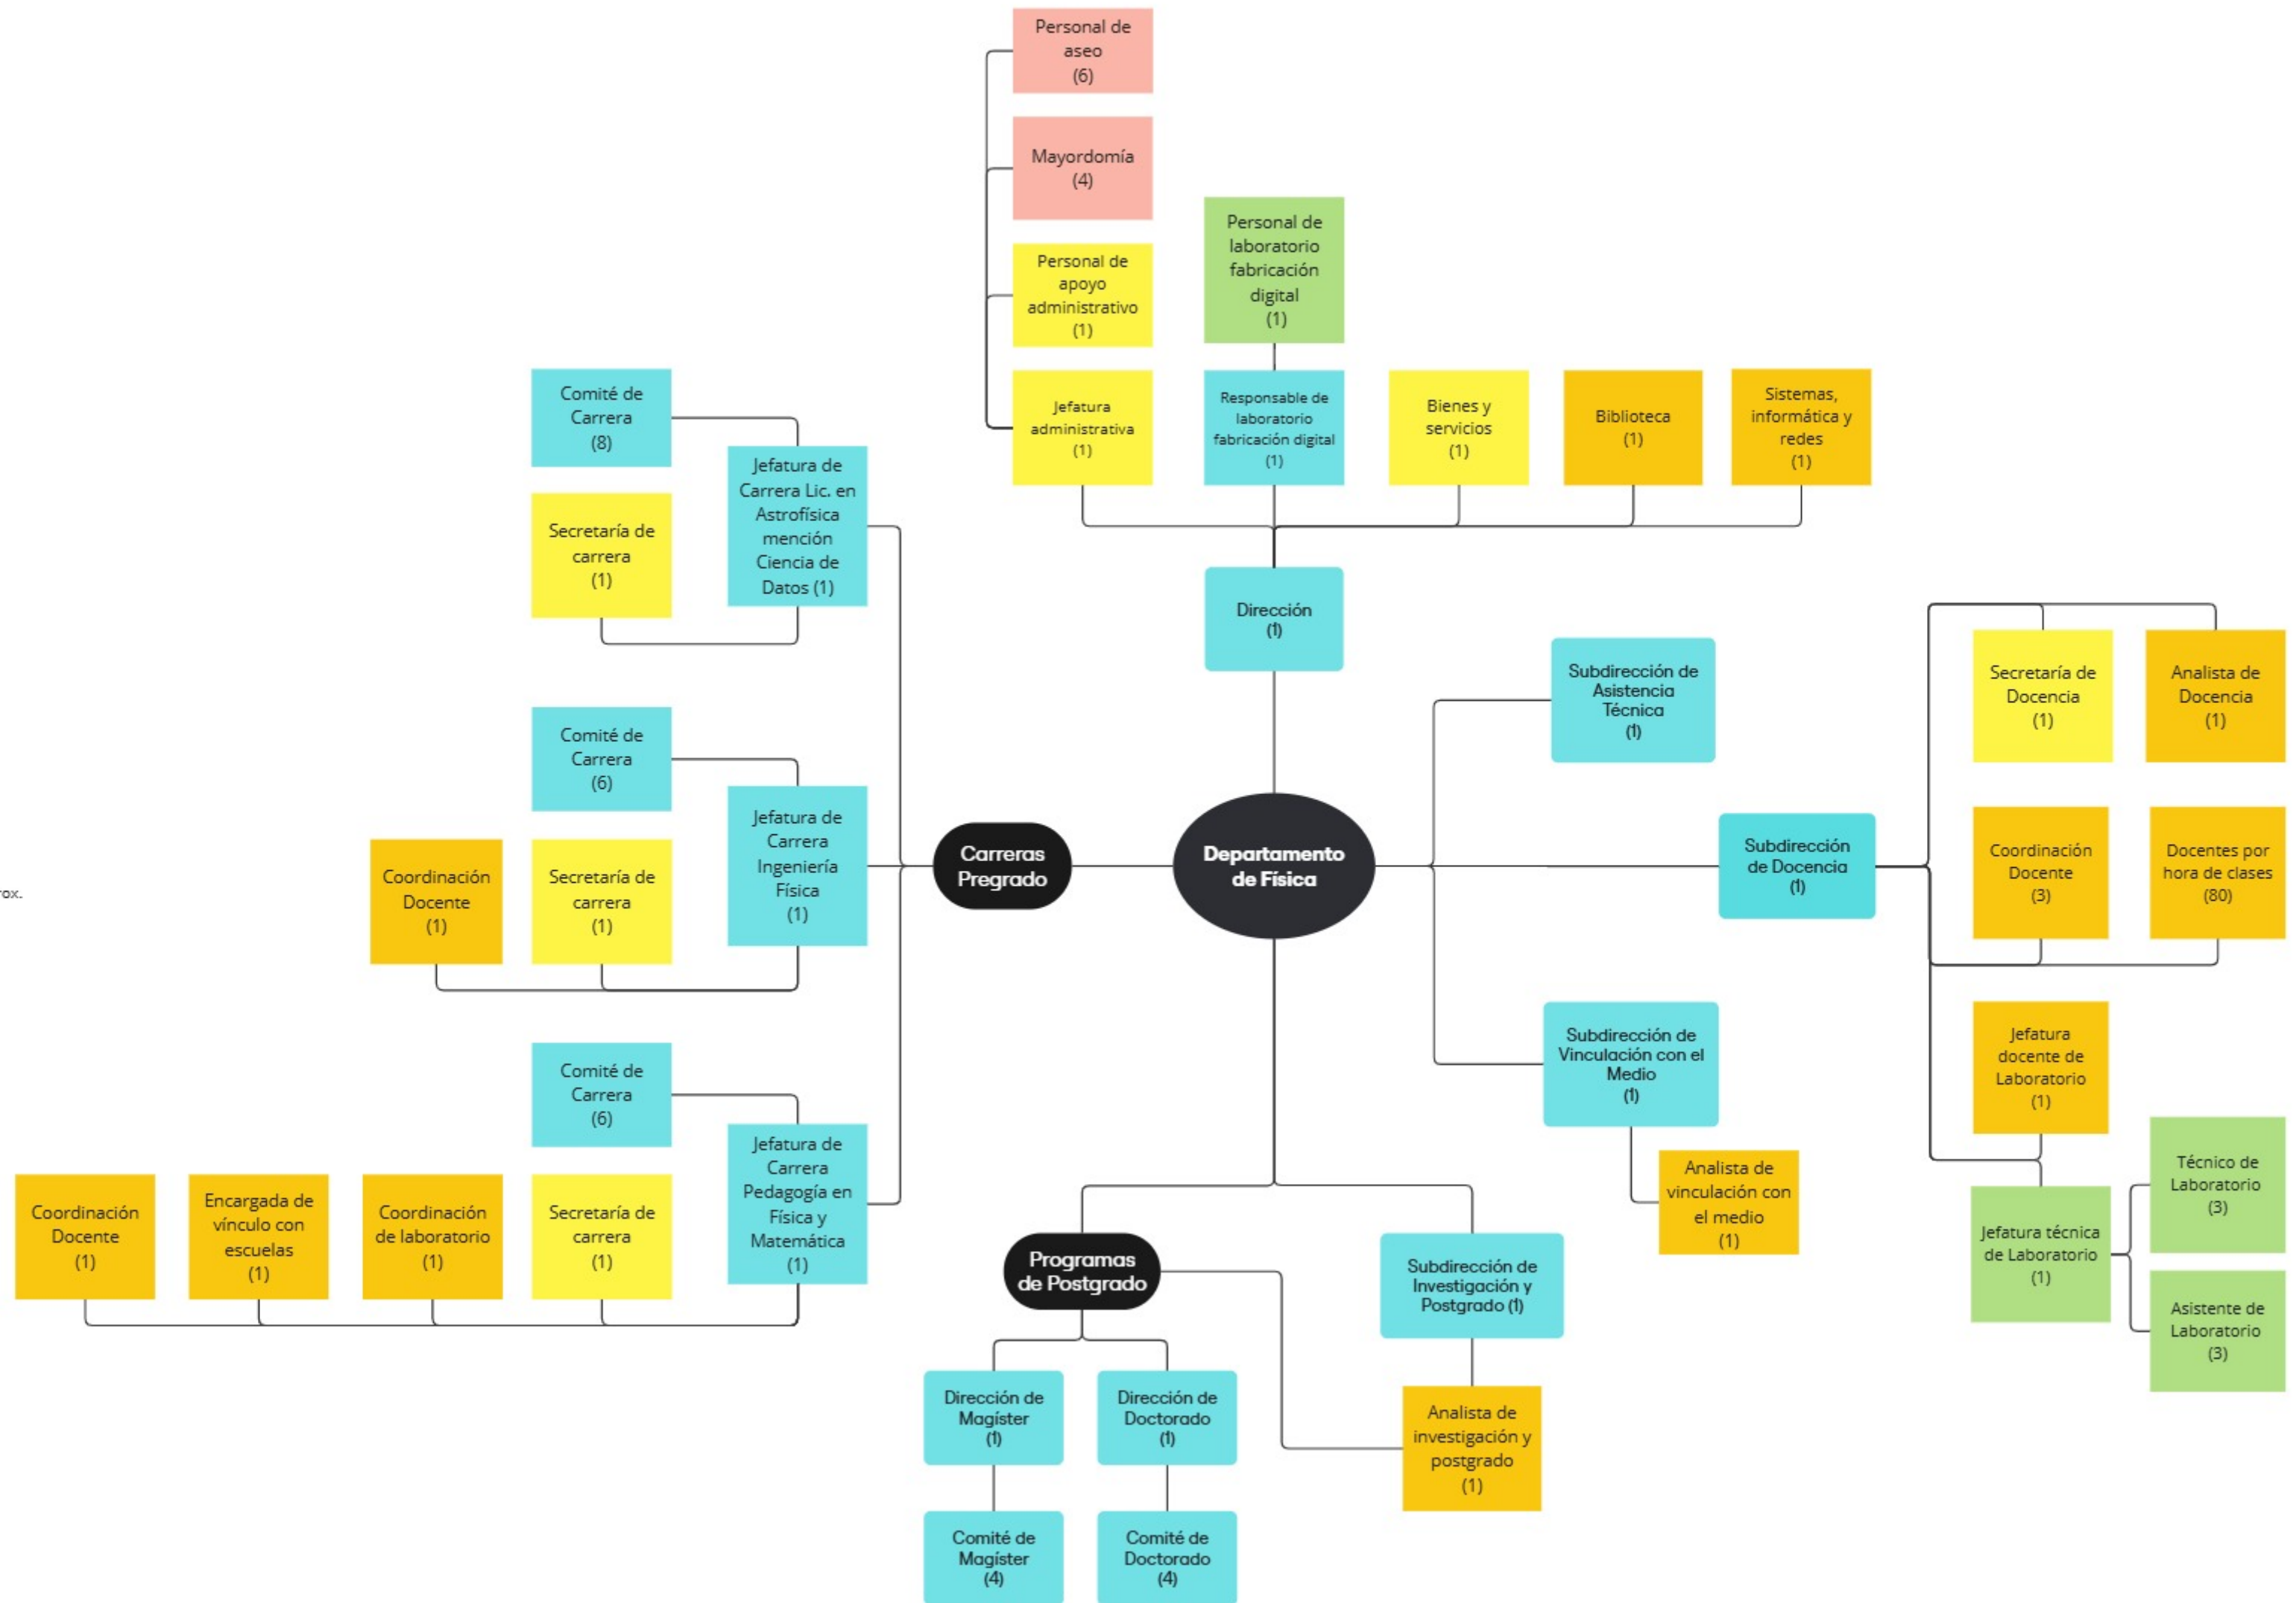 Personal de
aseo
(6)
Mayordomía
(4)
Personal de
apoyo
administrativo
(1)
Jefatura
administrativa
(1)
Personal de
laboratorio
fabricación
digital
(1)
Responsable de
laboratorio
fabricación digital
(1)
Bienes y
servicios
(1)
Biblioteca
(1)
Sistemas,
informática y
redes
(1)
Dirección
(1)
Comité de
Carrera
(8)
Secretaría de
carrera
(1)
Jefatura de
Carrera Lic. en
Astrofísica
mención
Ciencia de
Datos (1)
Comité de
Carrera
(6)
Coordinación
Docente
(1)
Secretaría de
carrera
(1)
Jefatura de
Carrera
Ingeniería
Física
(1)
Comité de
Carrera
(6)
Coordinación
Docente
(1)
Encargada de
vínculo con
escuelas
(1)
Coordinación
de laboratorio
(1)
Secretaría de
carrera
(1)
Jefatura de
Carrera
Pedagogía en
Física y
Matemática
(1)
Carreras
Pregrado
Departamento
de Física
Subdirección de
Asistencia
Técnica
(1)
Subdirección
de Docencia
(1)
Secretaría de
Docencia
(1)
Analista de
Docencia
(1)
Coordinación
Docente
(3)
Docentes por
hora de clases
(80)
Jefatura
docente de
Laboratorio
(1)
Jefatura técnica
de Laboratorio
(1)
Técnico de
Laboratorio
(3)
Asistente de
Laboratorio
(3)
Subdirección de
Vinculación con el
Medio
(1)
Analista de
vinculación con
el medio
(1)
Programas
de Postgrado
Subdirección de
Investigación y
Postgrado (1)
Dirección de
Magíster
(1)
Dirección de
Doctorado
(1)
Analista de
investigación y
postgrado
(1)
Comité de
Magíster
(4)
Comité de
Doctorado
(4)